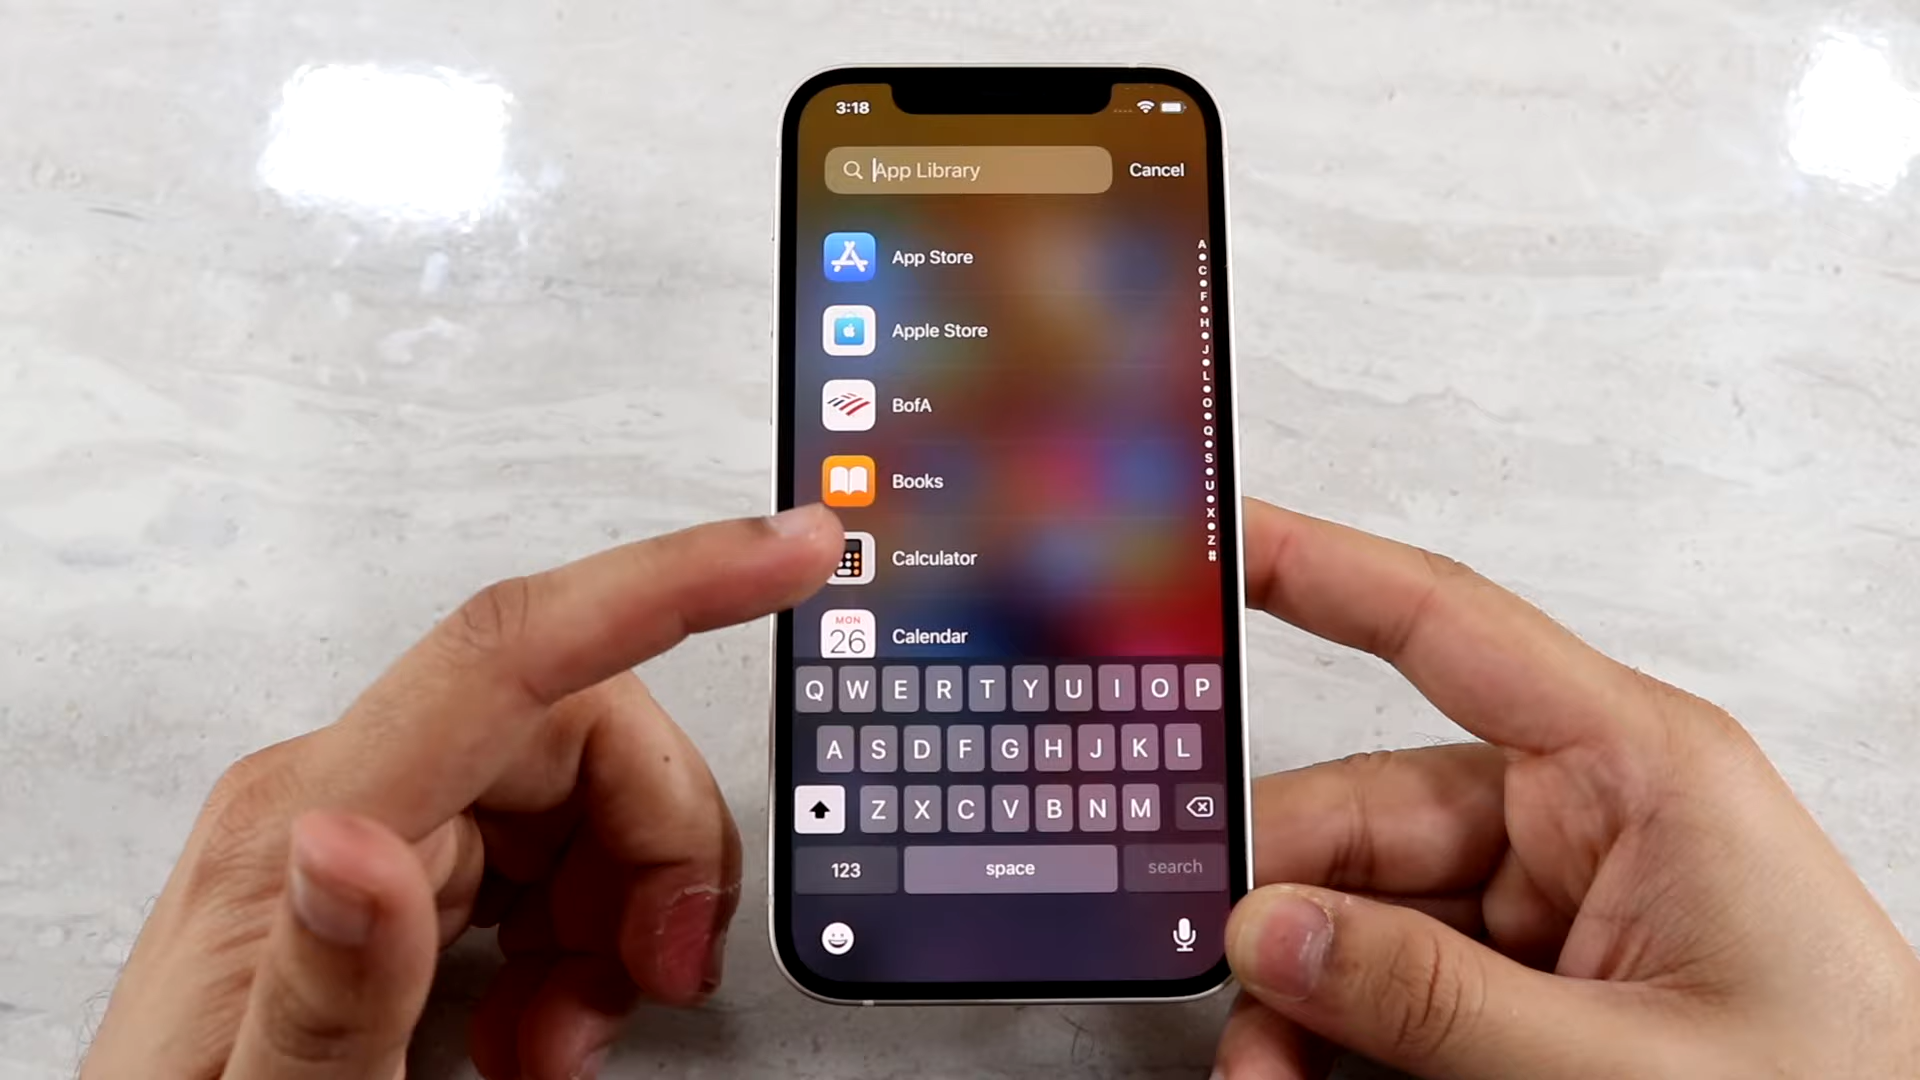 3:18
App Library
Cancel
App Store
Apple Store
BofA
Books
Calculator
MON
26
Calendar
A
C
F
H
J
L
O
Q
S
U
X
Z
#
Q W E R T Y U I O P
A S D F G H J K L
Z X C V B N M
123 space search